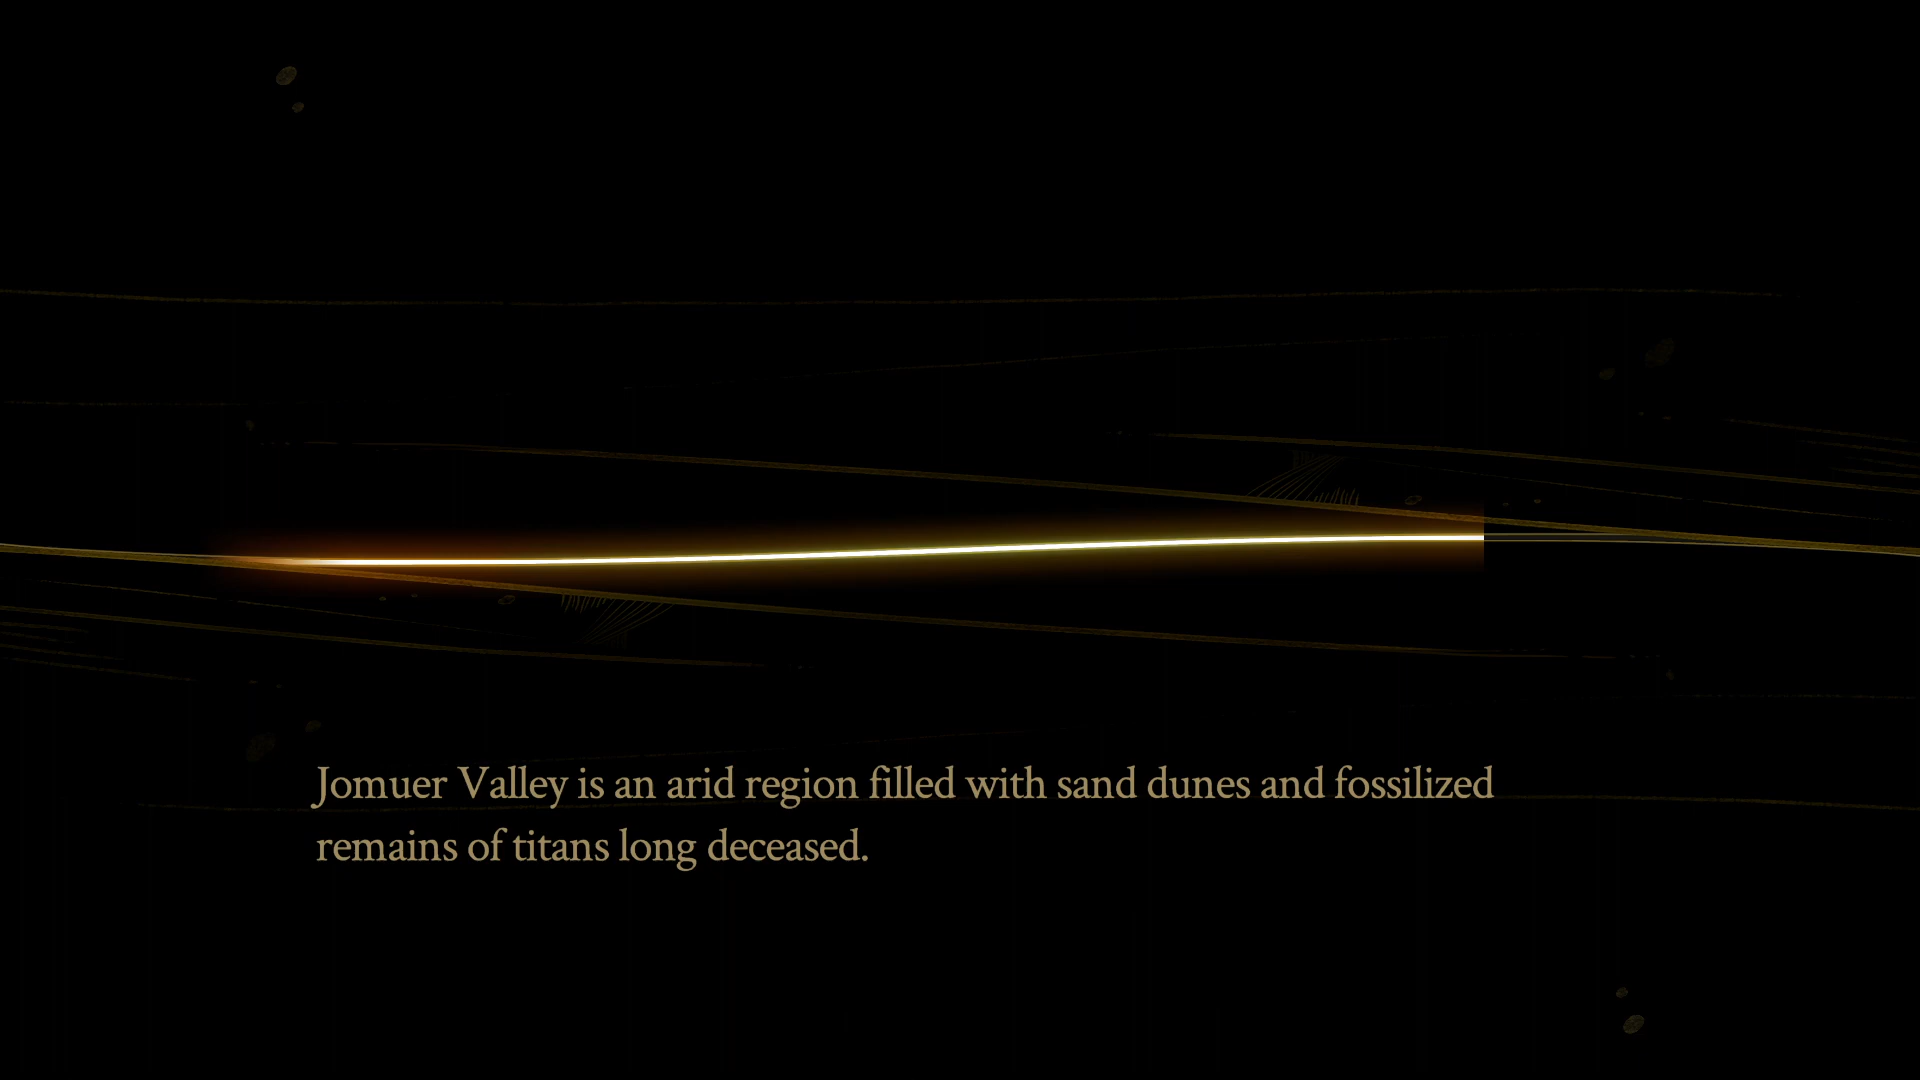 Jomuer Valley is an arid region filled with sand dunes and fossilized
remains of titans long deceased.